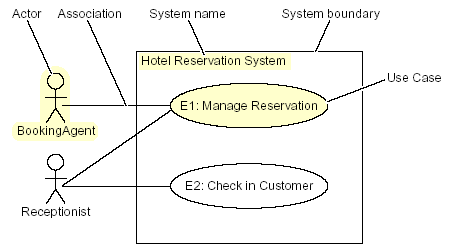 Actor
Association
System name
System boundary
Hotel Reservation System
Use Case
E1: Manage Reservation
BookingAgent
E2: Check in Customer
Receptionist